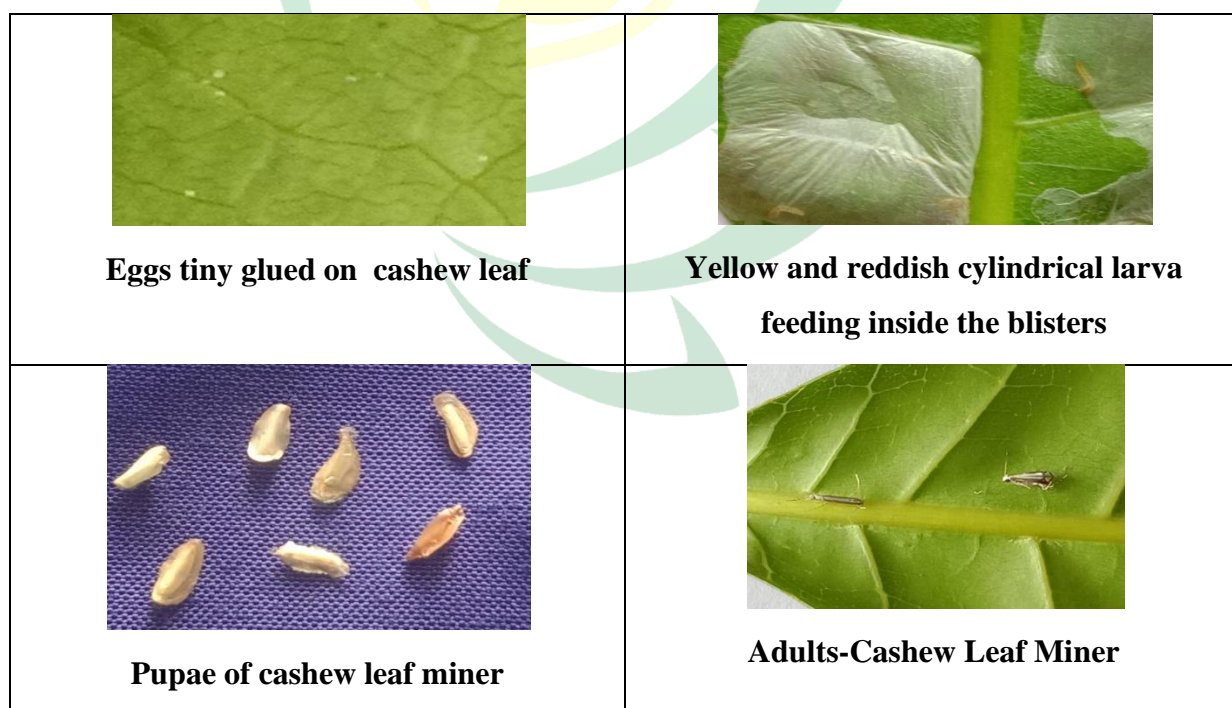 Eggs tiny glued on cashew leaf
Yellow and reddish cylindrical larva
feeding inside the blisters
Pupae of cashew leaf miner
Adults-Cashew Leaf Miner